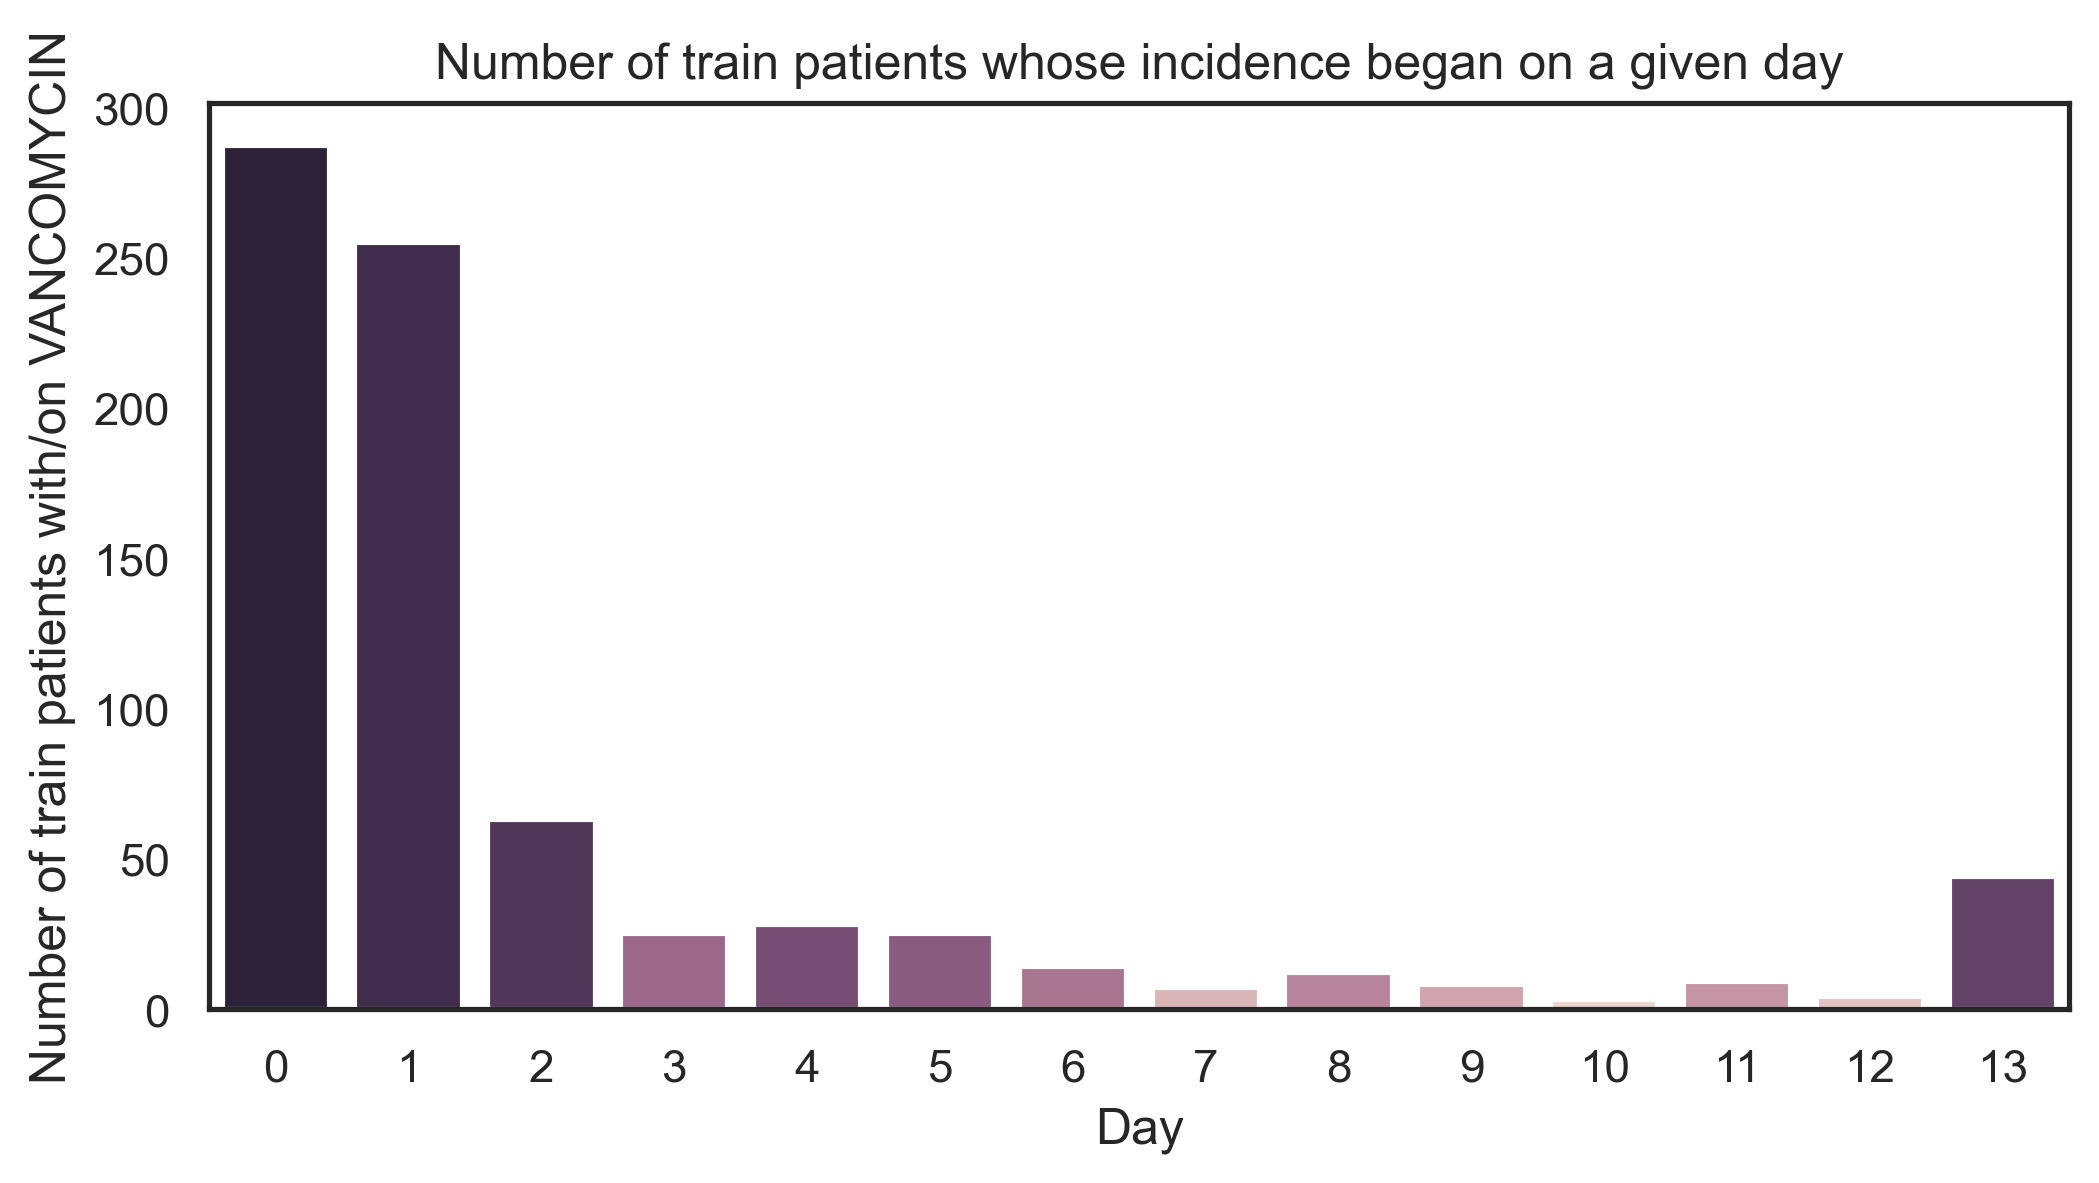 Number of train patients whose incidence began on a given day
Number of train patients with/on VANCOMYCIN
300
250
200
150
100
50
0
0 1 2 3 4 5 6 7 8 9 10 11 12 13
Day